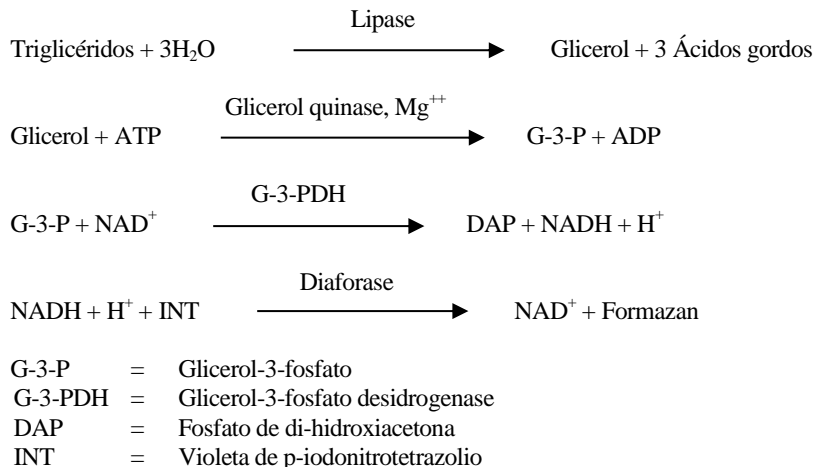 Lipase
Triglicéridos + 3H₂O Glicerol + 3 Ácidos gordos
Glicerol quinase, Mg⁺⁺
Glicerol + ATP G-3-P + ADP
G-3-PDH
G-3-P + NAD⁺ DAP + NADH + H⁺
Diaforase
NADH + H⁺ + INT NAD⁺ + Formazan
G-3-P = Glicerol-3-fosfato
G-3-PDH = Glicerol-3-fosfato desidrogenase
DAP = Fosfato de di-hidroxiacetona
INT = Violeta de p-iodonitrotetrazolio